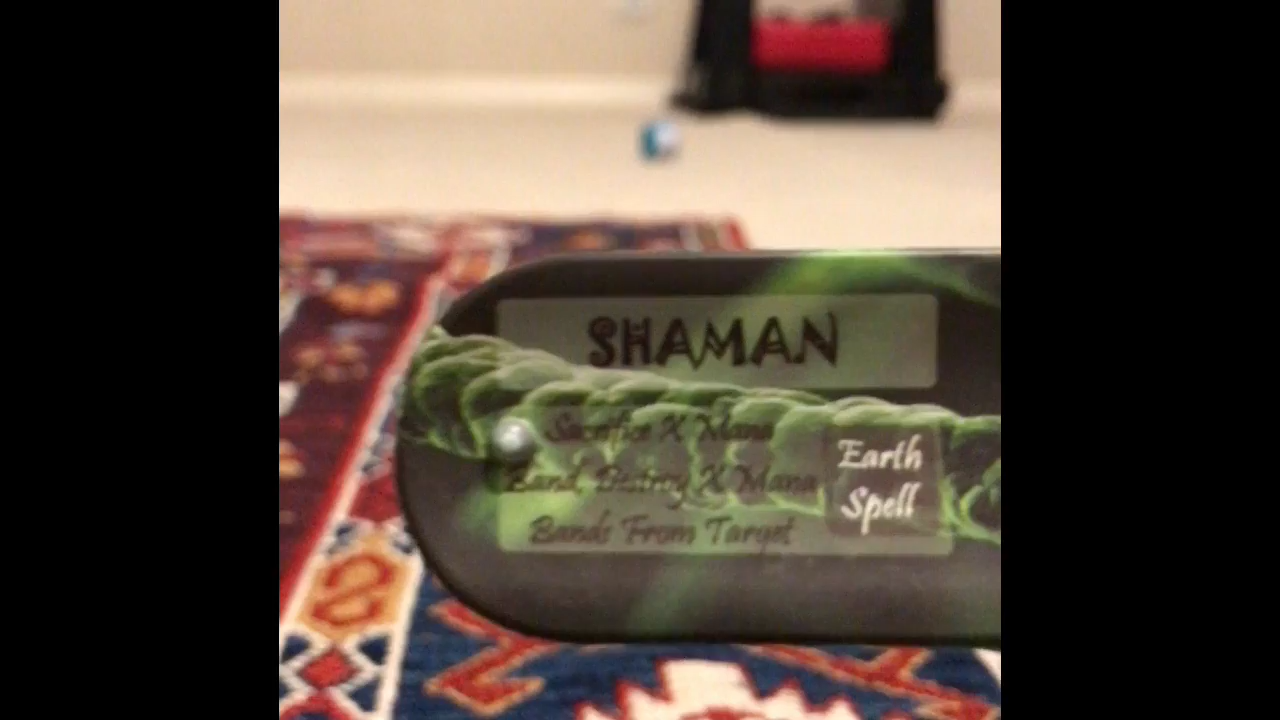 SHAMAN
Sacrifice X Mana
Band, Destroy X Mana
Bands From Target
Earth
Spell